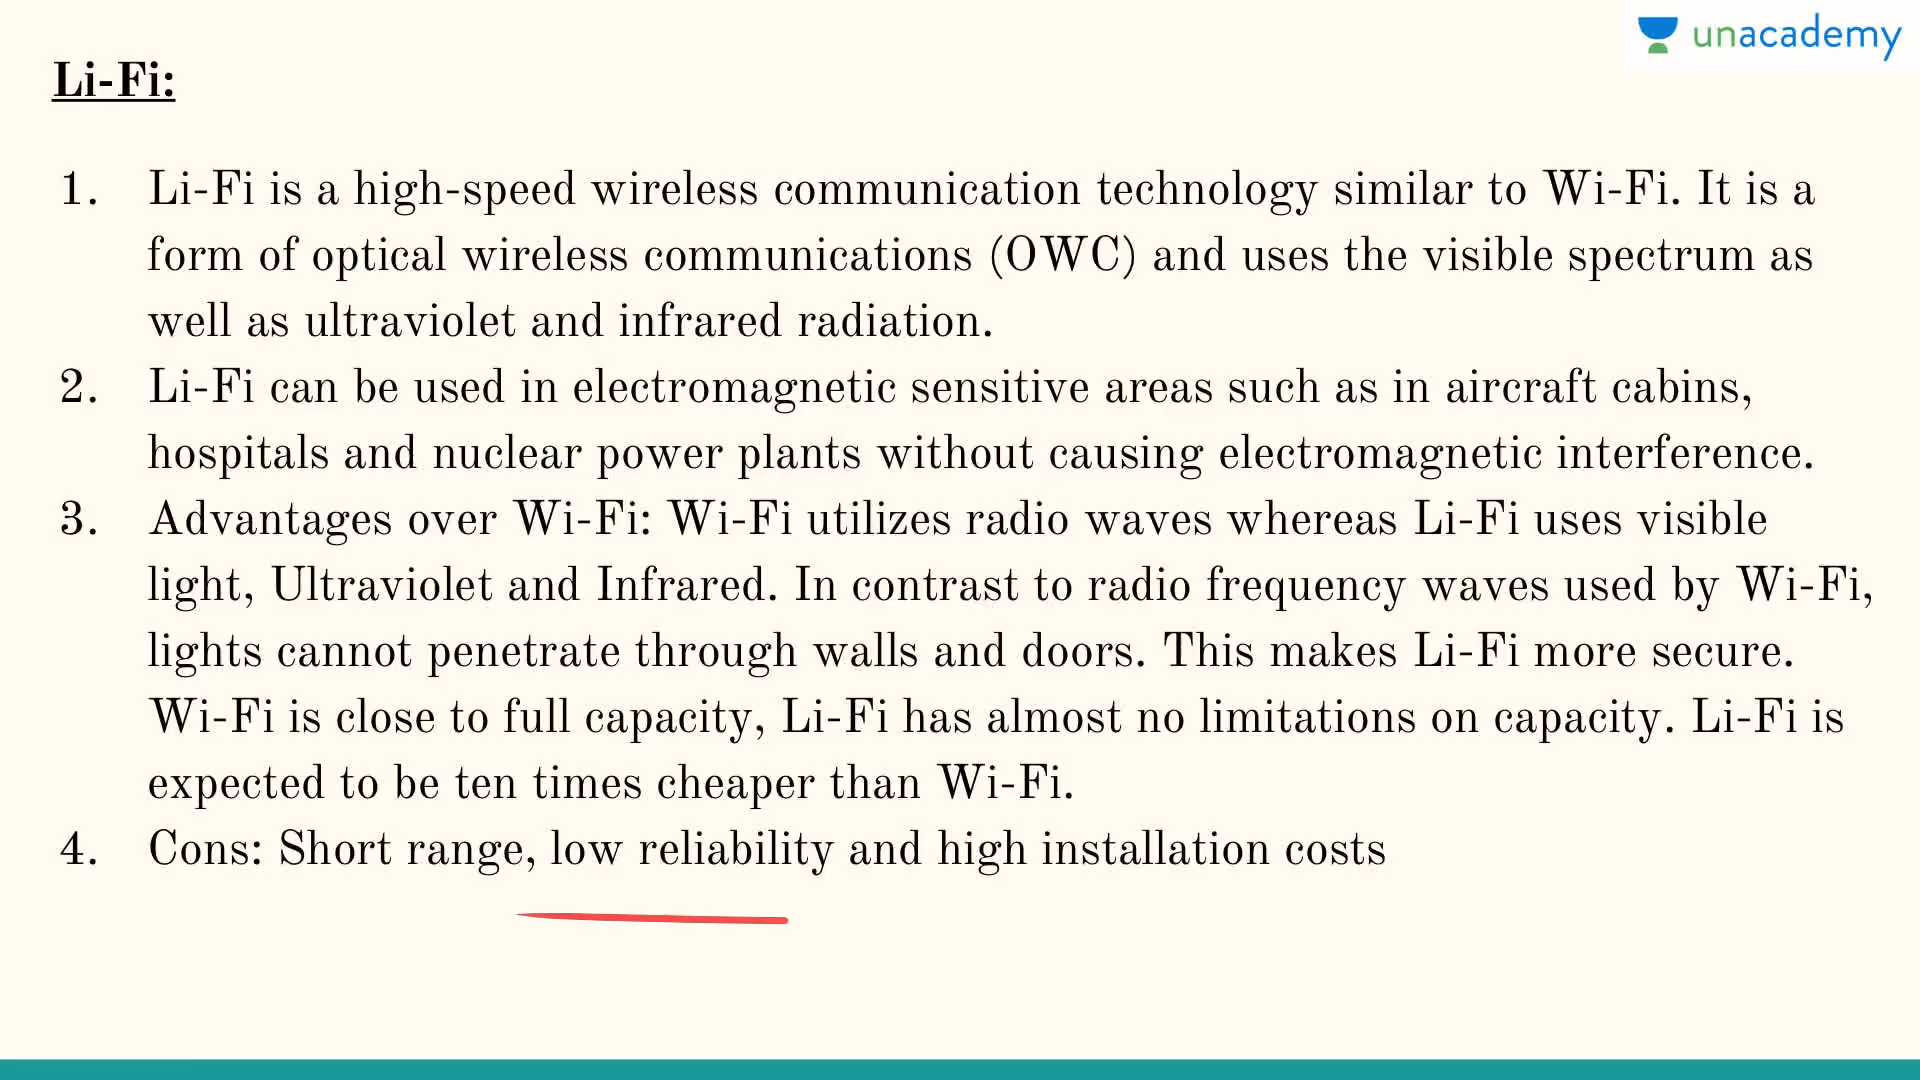 unacademy
Li-Fi:
1. Li-Fi is a high-speed wireless communication technology similar to Wi-Fi. It is a
form of optical wireless communications (OWC) and uses the visible spectrum as
well as ultraviolet and infrared radiation.
2. Li-Fi can be used in electromagnetic sensitive areas such as in aircraft cabins,
hospitals and nuclear power plants without causing electromagnetic interference.
3. Advantages over Wi-Fi: Wi-Fi utilizes radio waves whereas Li-Fi uses visible
light, Ultraviolet and Infrared. In contrast to radio frequency waves used by Wi-Fi,
lights cannot penetrate through walls and doors. This makes Li-Fi more secure.
Wi-Fi is close to full capacity, Li-Fi has almost no limitations on capacity. Li-Fi is
expected to be ten times cheaper than Wi-Fi.
4. Cons: Short range, low reliability and high installation costs